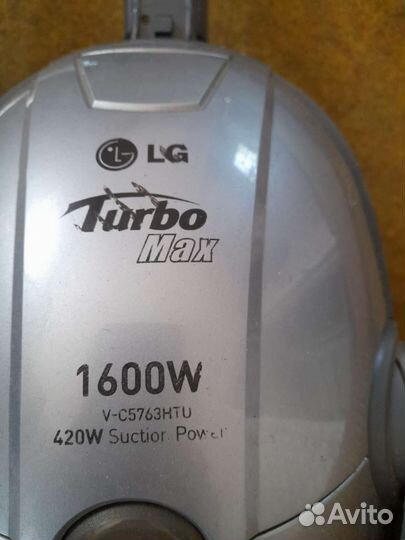 LG
Turbo
Max
1600W
V-C5763HTU
420W Suction Power
Avito